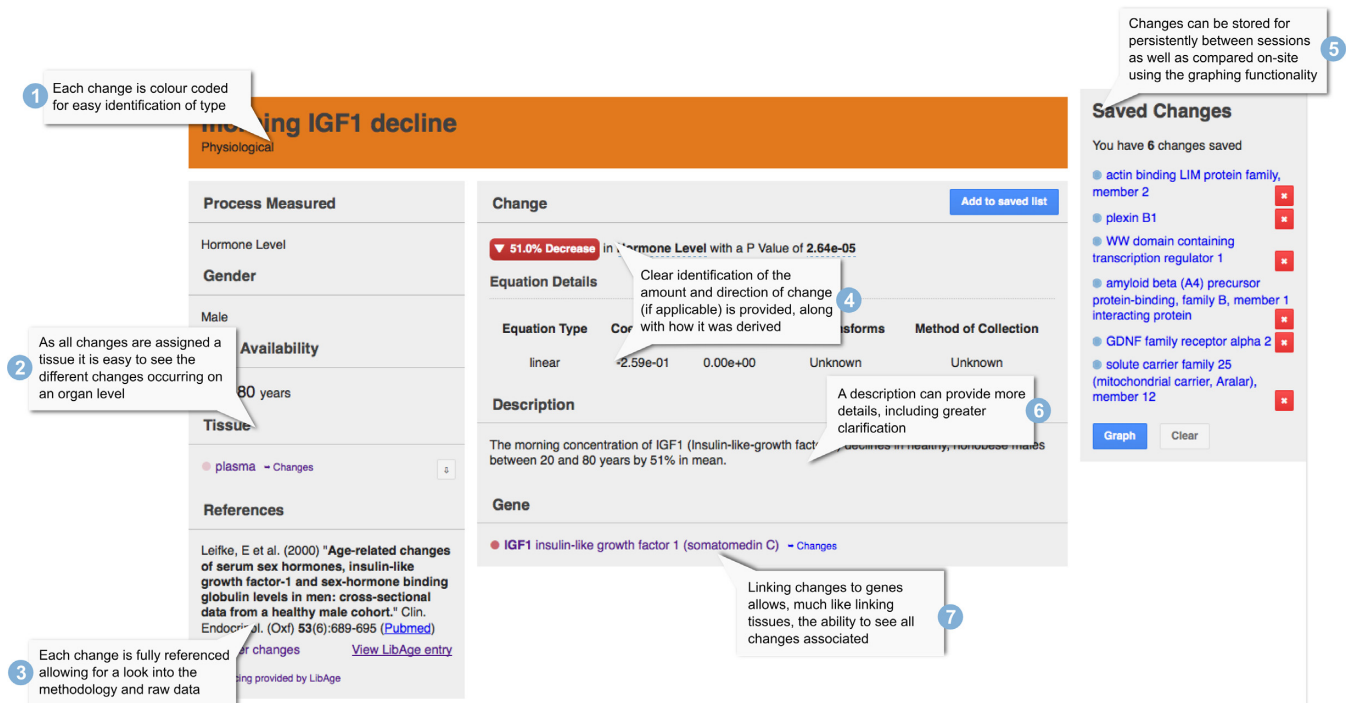 Changes can be stored for
persistently between sessions
as well as compared on-site
using the graphing functionality
5
1
Each change is colour coded
for easy identification of type
morning IGF1 decline
Physiological
Process Measured
Hormone Level
Gender
Male
2
As all changes are assigned a
tissue it is easy to see the
different changes occurring on
an organ level
Availability
80 years
Tissue
plasma - Changes
References
Leifke, E et al. (2000) "Age-related changes
of serum sex hormones, insulin-like
growth factor-1 and sex-hormone binding
globulin levels in men: cross-sectional
data from a healthy male cohort." Clin.
Endocrinol. (Oxf) 53(6):689-695 (Pubmed)
changes View LibAge entry
provided by LibAge
3
Each change is fully referenced
allowing for a look into the
methodology and raw data
Change
Add to saved list
▼ 51.0% Decrease in Hormone Level with a P Value of 2.64e-05
Equation Details
Clear identification of the
amount and direction of change
(if applicable) is provided, along
with how it was derived
4
Equation Type Method of Collection
linear -2.59e-01 0.00e+00 Unknown Unknown
A description can provide more
details, including greater
clarification
6
Description
The morning concentration of IGF1 (Insulin-like-growth declines in healthy, nonobese males
between 20 and 80 years by 51% in mean.
Gene
IGF1 insulin-like growth factor 1 (somatomedin C) - Changes
Linking changes to genes
allows, much like linking
tissues, the ability to see all
changes associated
7
Saved Changes
You have 6 changes saved
actin binding LIM protein family,
member 2
plexin B1
WW domain containing
transcription regulator 1
amyloid beta (A4) precursor
protein-binding, family B, member 1
interacting protein
GDNF family receptor alpha 2
solute carrier family 25
(mitochondrial carrier, Aralar),
member 12
Graph Clear